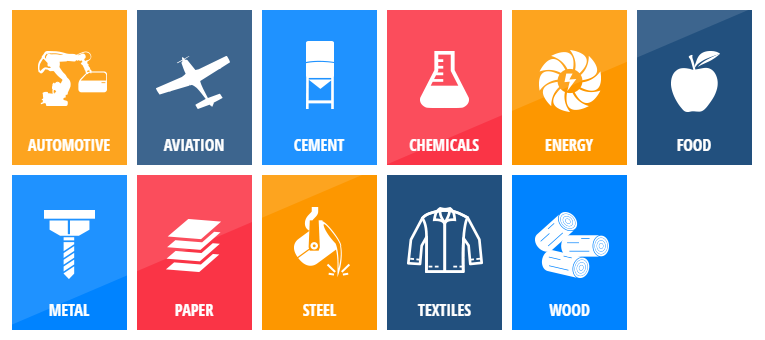 AUTOMOTIVE
AVIATION
CEMENT
CHEMICALS
ENERGY
FOOD
METAL
PAPER
STEEL
TEXTILES
WOOD